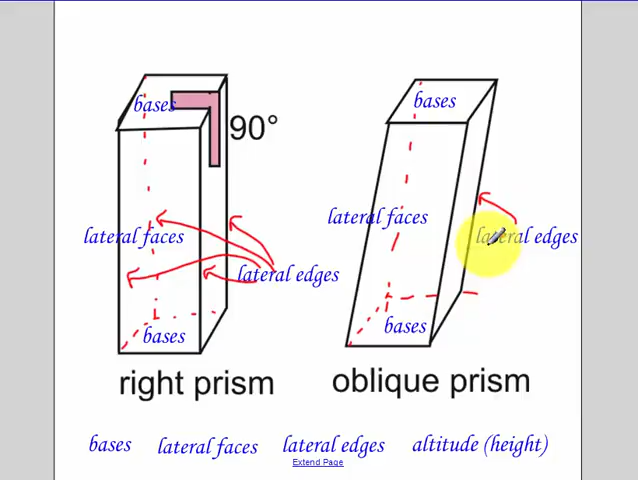 bases
90°
lateral faces
lateral edges
bases
right prism
bases
lateral faces
lateral edges
bases
oblique prism
bases lateral faces lateral edges altitude (height)
Extend Page